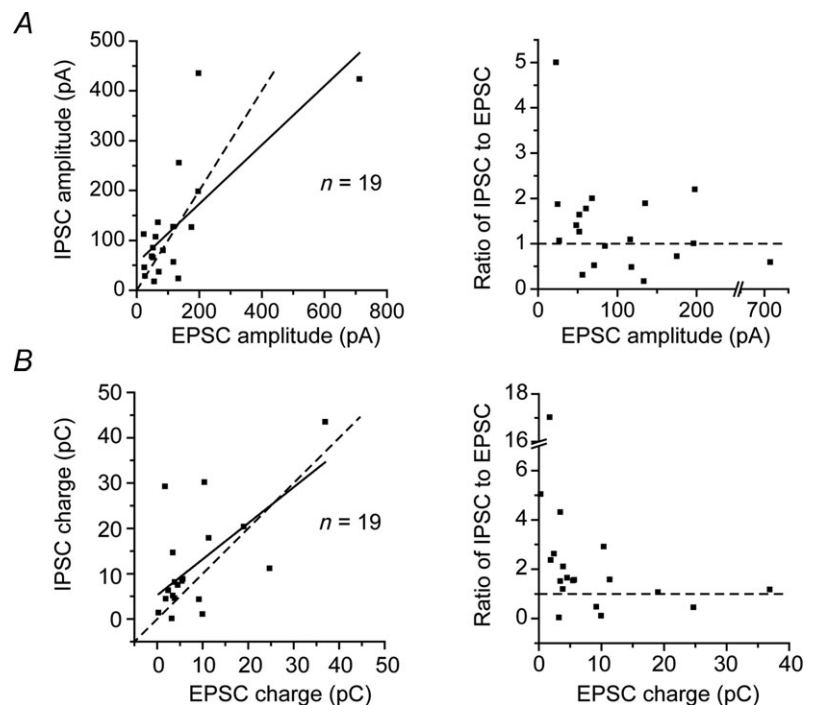 A
500
400
300
200
100
0
IPSC amplitude (pA)
n = 19
0 200 400 600 800
EPSC amplitude (pA)
5
4
3
2
1
0
Ratio of IPSC to EPSC
0 100 200 700
EPSC amplitude (pA)
B
50
40
30
20
10
0
IPSC charge (pC)
n = 19
0 10 20 30 40 50
EPSC charge (pC)
18
16
6
4
2
0
Ratio of IPSC to EPSC
0 10 20 30 40
EPSC charge (pC)